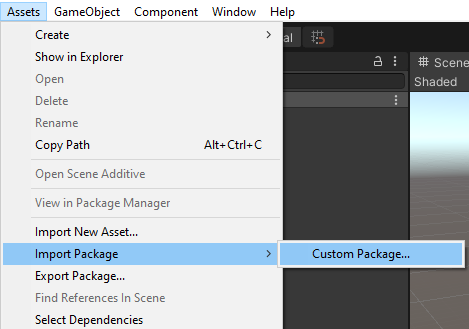 Assets GameObject Component Window Help
Create
al
Show in Explorer
Scene
Open
Shaded
Delete
Rename
Copy Path Alt+Ctrl+C
Open Scene Additive
View in Package Manager
Import New Asset...
Import Package Custom Package...
Export Package...
Find References In Scene
Select Dependencies